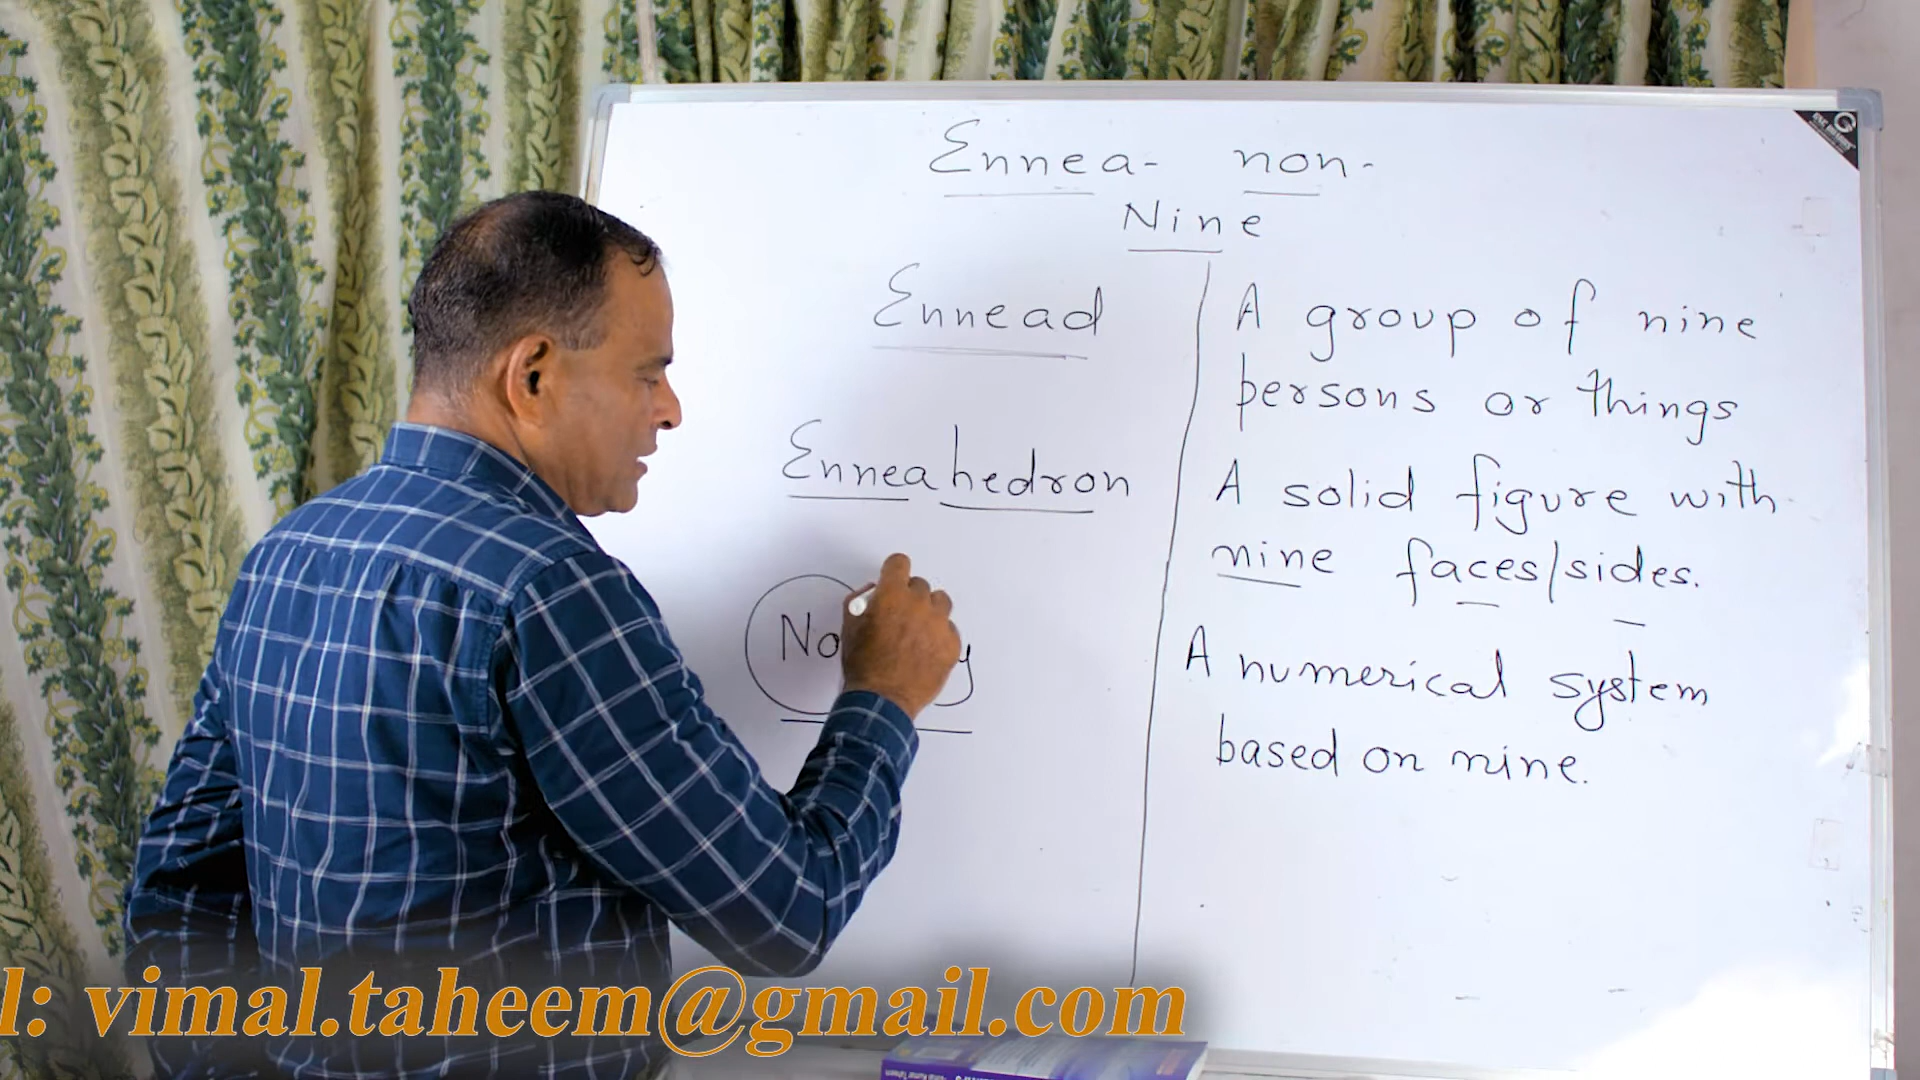 Ennea- non-
Nine
Ennead
A group of nine
persons or things
Enneahedron
A solid figure with
nine faces/sides.
A numerical system
based on nine.
l: vimal.taheem@gmail.com